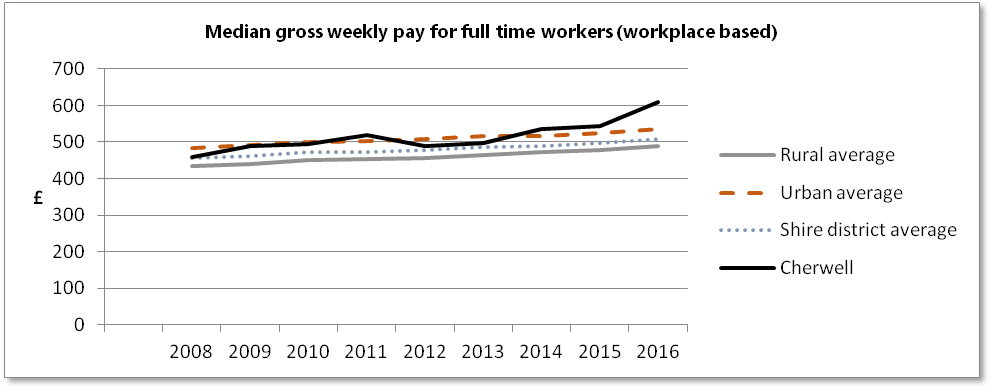 Median gross weekly pay for full time workers (workplace based)
700
600
500
400
300
200
100
0
£
2008 2009 2010 2011 2012 2013 2014 2015 2016
Rural average
Urban average
Shire district average
Cherwell